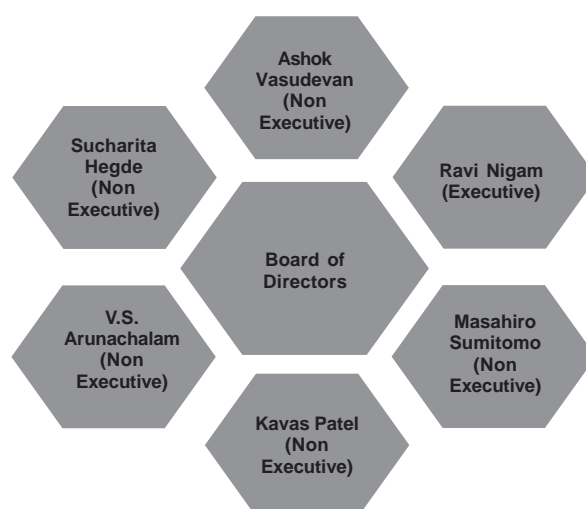 Ashok
Vasudevan
(Non
Executive)
Sucharita
Hegde
(Non
Executive)
Ravi Nigam
(Executive)
Board of
Directors
V.S.
Arunachalam
(Non
Executive)
Masahiro
Sumitomo
(Non
Executive)
Kavas Patel
(Non
Executive)